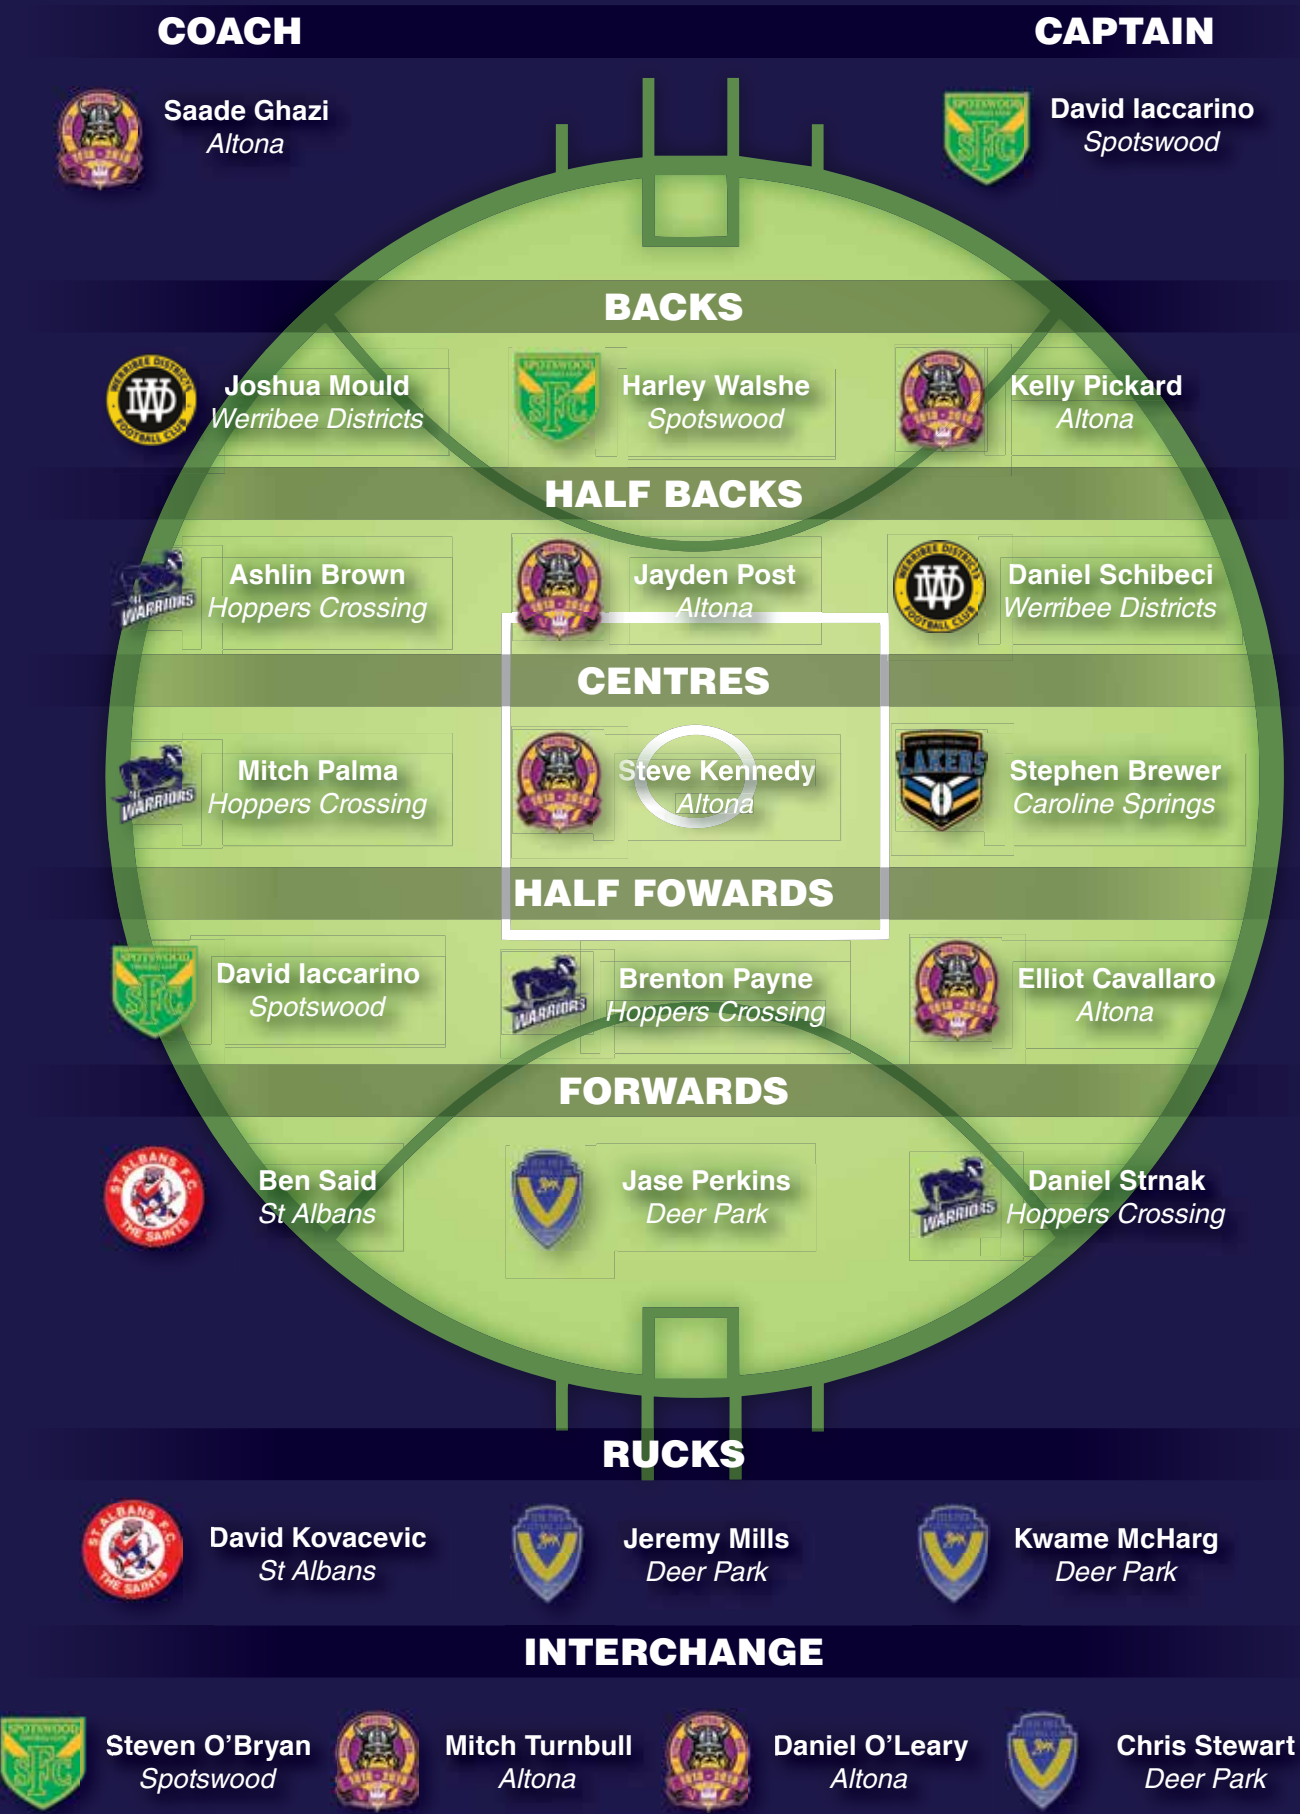 COACH
CAPTAIN
Saade Ghazi
Altona
David Iaccarino
Spotswood
BACKS
Joshua Mould
Werribee Districts
Harley Walshe
Spotswood
Kelly Pickard
Altona
HALF BACKS
Ashlin Brown
Hoppers Crossing
Jayden Post
Altona
Daniel Schibeci
Werribee Districts
CENTRES
Mitch Palma
Hoppers Crossing
Steve Kennedy
Altona
Stephen Brewer
Caroline Springs
HALF FOWARDS
David Iaccarino
Spotswood
Brenton Payne
Hoppers Crossing
Elliot Cavallaro
Altona
FORWARDS
Ben Said
St Albans
Jase Perkins
Deer Park
Daniel Strnak
Hoppers Crossing
RUCKS
David Kovacevic
St Albans
Jeremy Mills
Deer Park
Kwame McHarg
Deer Park
INTERCHANGE
Steven O'Bryan
Spotswood
Mitch Turnbull
Altona
Daniel O'Leary
Altona
Chris Stewart
Deer Park